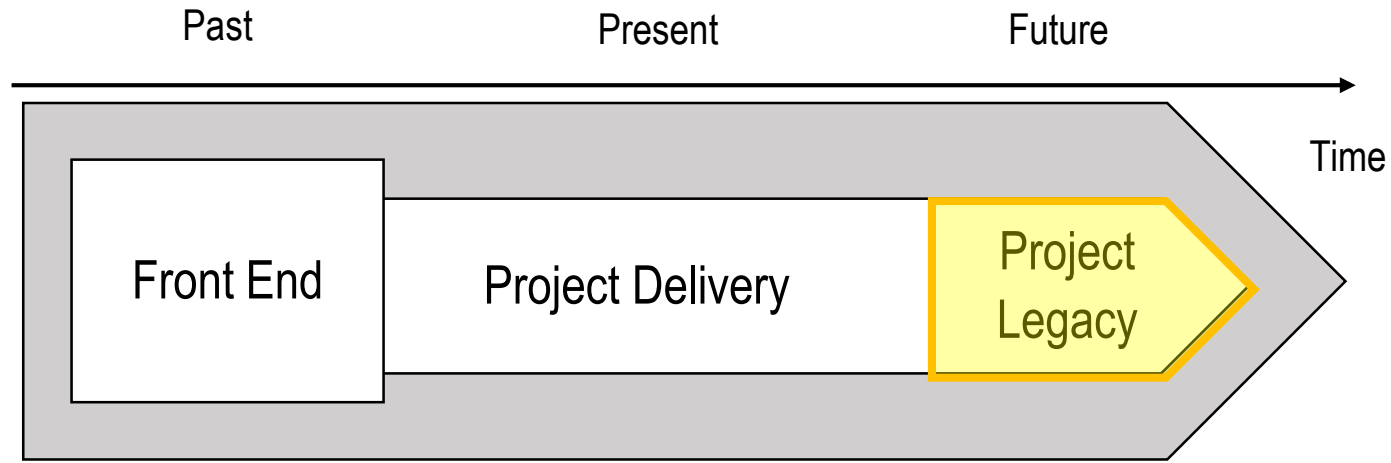 Past
Present
Future
Time
Front End
Project Delivery
Project
Legacy